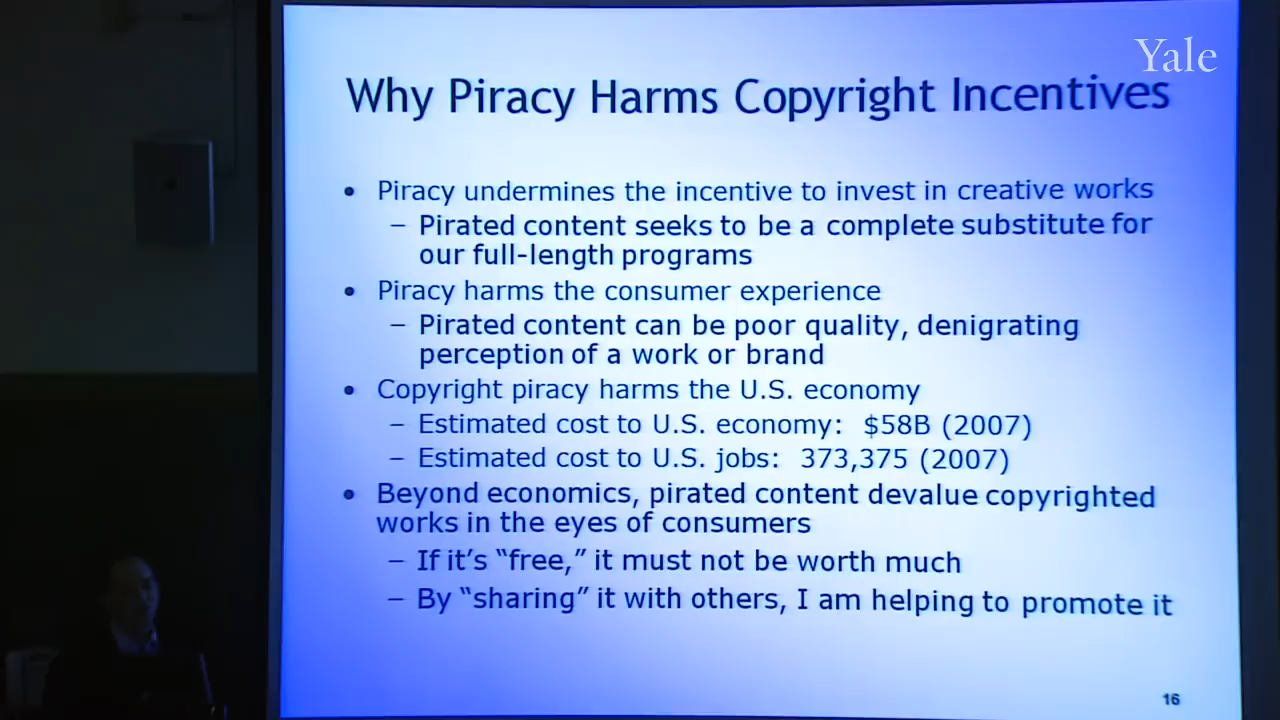 Yale
Why Piracy Harms Copyright Incentives
• Piracy undermines the incentive to invest in creative works
– Pirated content seeks to be a complete substitute for
our full-length programs
• Piracy harms the consumer experience
– Pirated content can be poor quality, denigrating
perception of a work or brand
• Copyright piracy harms the U.S. economy
– Estimated cost to U.S. economy: $58B (2007)
– Estimated cost to U.S. jobs: 373,375 (2007)
• Beyond economics, pirated content devalue copyrighted
works in the eyes of consumers
– If it’s “free,” it must not be worth much
– By “sharing” it with others, I am helping to promote it
16